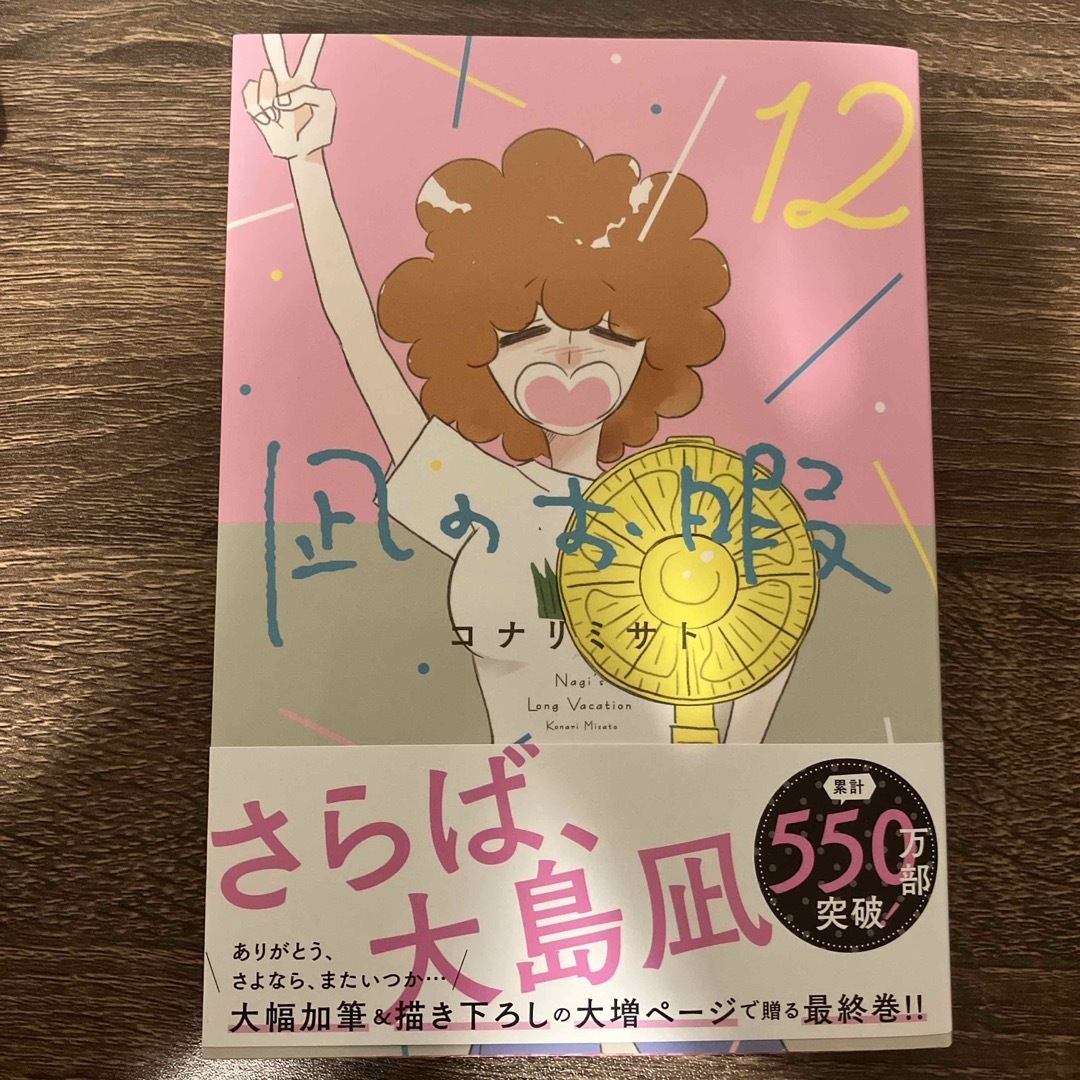 12
凪のお暇
コナリミサト
Nagi's
Long Vacation
Konari Misato
さらば、
大島凪
累計
550万部
突破!
ありがとう、
さよなら、またいつか…
大幅加筆&描き下ろしの大増ページで贈る最終巻!!